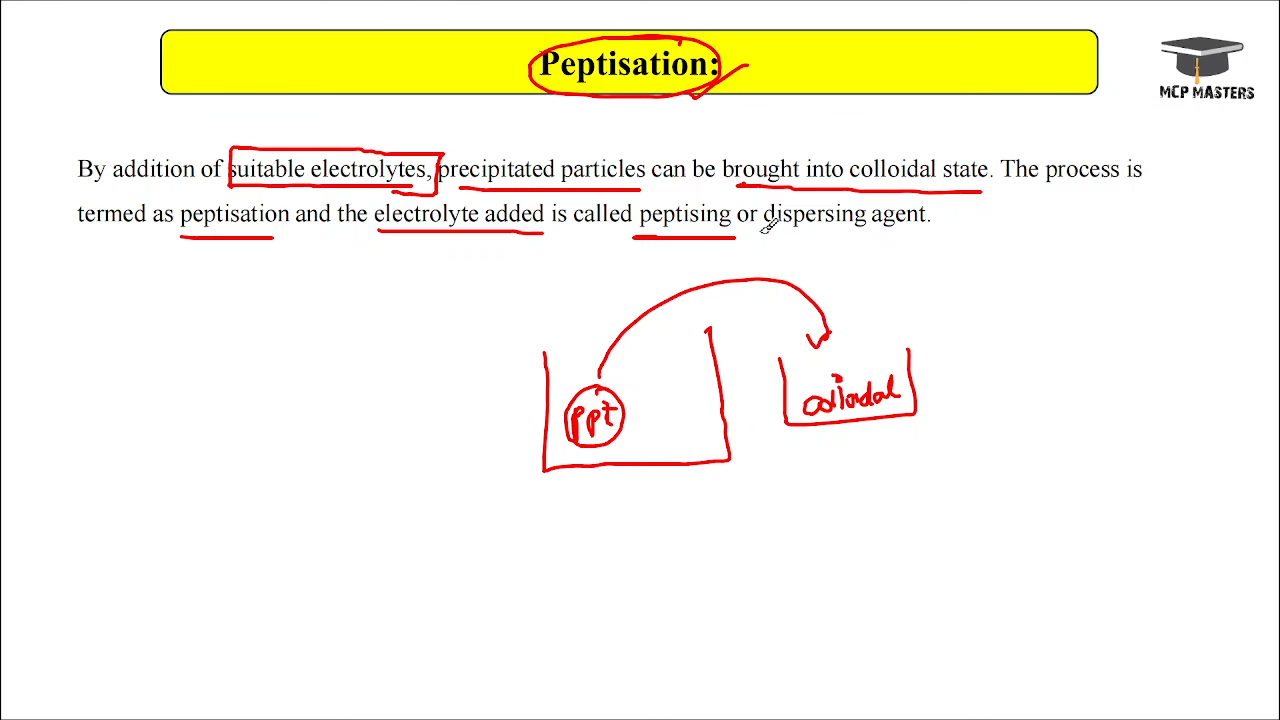 Peptisation:
MCP MASTERS
By addition of suitable electrolytes, precipitated particles can be brought into colloidal state. The process is
termed as peptisation and the electrolyte added is called peptising or dispersing agent.
ppt
colloidal